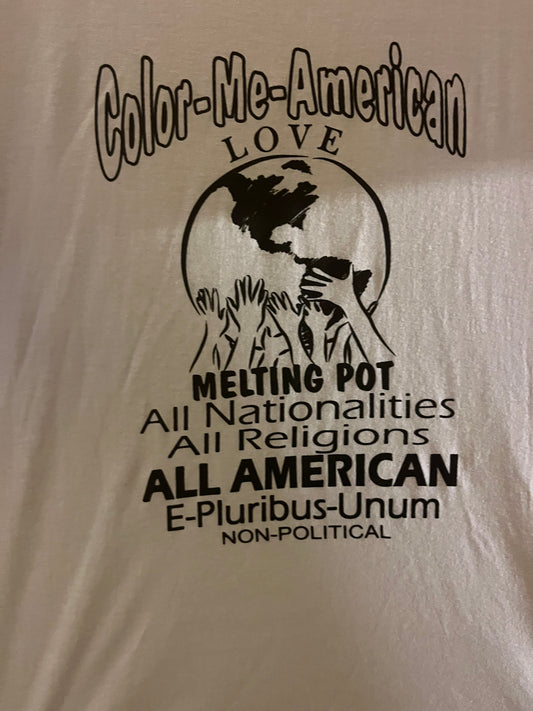 Color-Me-American
LOVE
MELTING POT
All Nationalities
All Religions
ALL AMERICAN
E-Pluribus-Unum
NON-POLITICAL